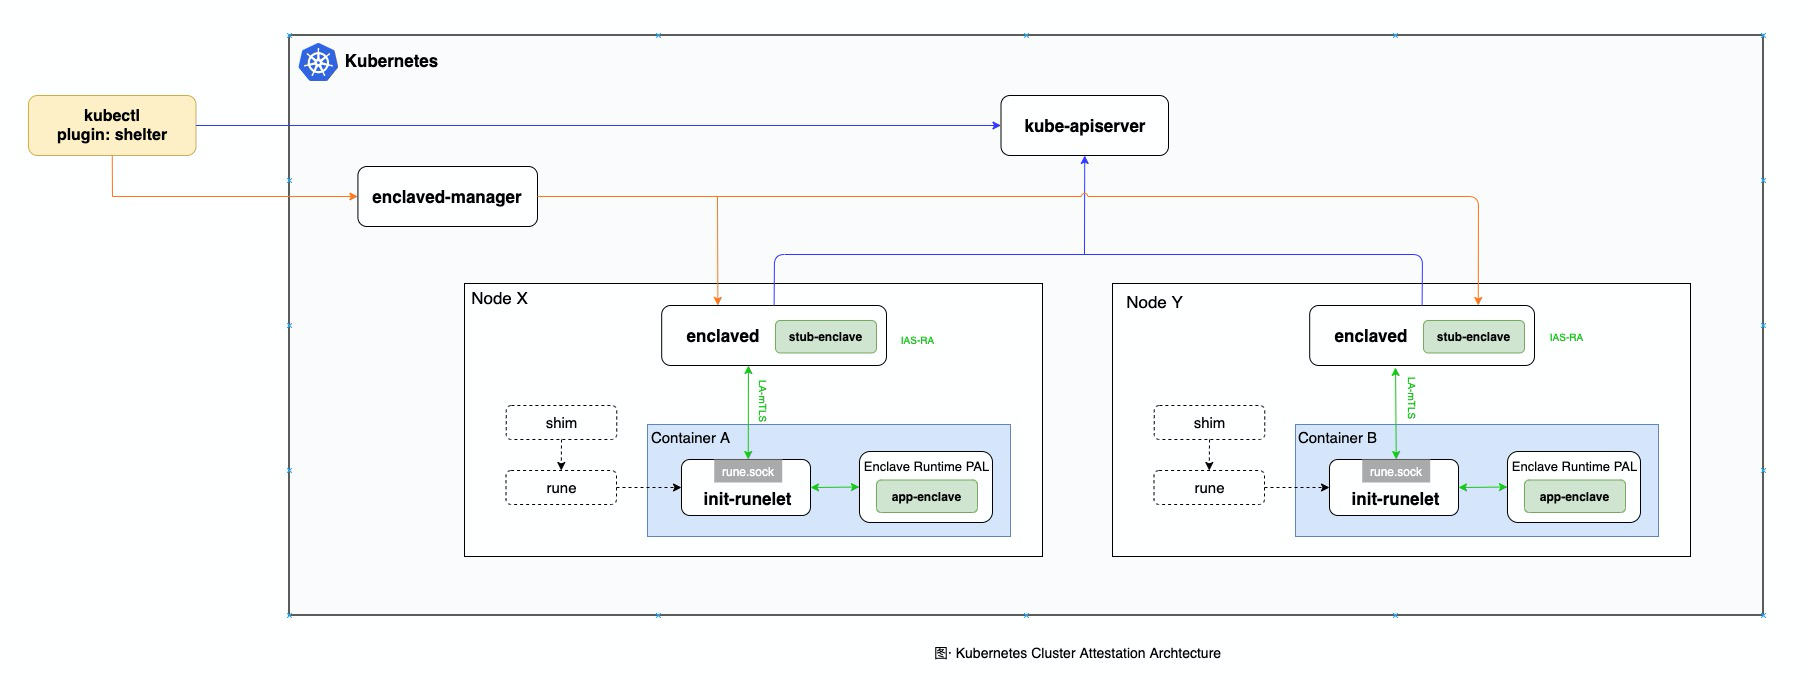 Kubernetes
kubectl
plugin: shelter
kube-apiserver
enclaved-manager
Node X
enclaved
stub-enclave
IAS-RA
LA-mTLS
shim
rune
Container A
rune.sock
init-runelet
Enclave Runtime PAL
app-enclave
Node Y
enclaved
stub-enclave
IAS-RA
LA-mTLS
shim
rune
Container B
rune.sock
init-runelet
Enclave Runtime PAL
app-enclave
图· Kubernetes Cluster Attestation Archtecture